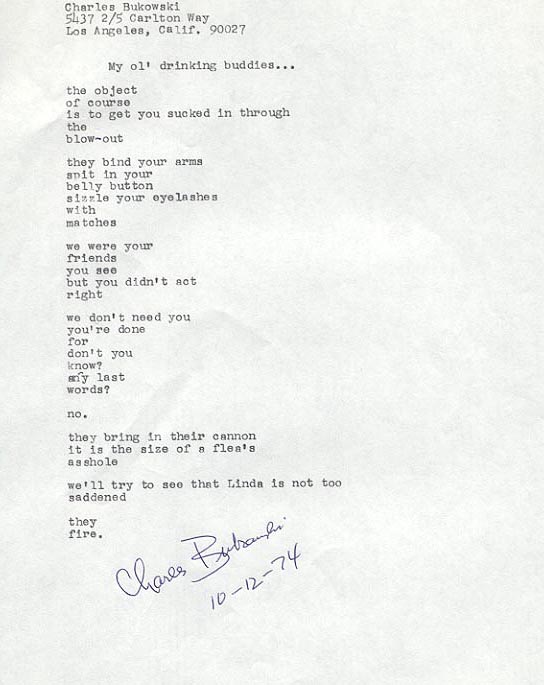 Charles Bukowski
5437 2/5 Carlton Way
Los Angeles, Calif. 90027
My ol' drinking buddies...
the object
of course
is to get you sucked in through
the
blow-out
they bind your arms
spit in your
belly button
sizzle your eyelashes
with
matches
we were your
friends
you see
but you didn't act
right
we don't need you
you're done
for
don't you
know?
any last
words?
no.
they bring in their cannon
it is the size of a flea's
asshole
we'll try to see that Linda is not too
saddened
they
fire.
Charles Bukowski
10-12-74